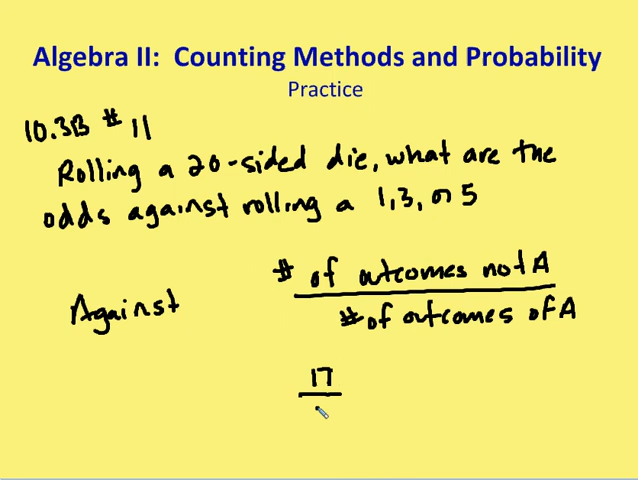 Algebra II: Counting Methods and Probability
Practice
10.3B #11
Rolling a 20-sided die, what are the
odds against rolling a 1, 3, or 5
Against
# of outcomes not A
# of outcomes of A
17